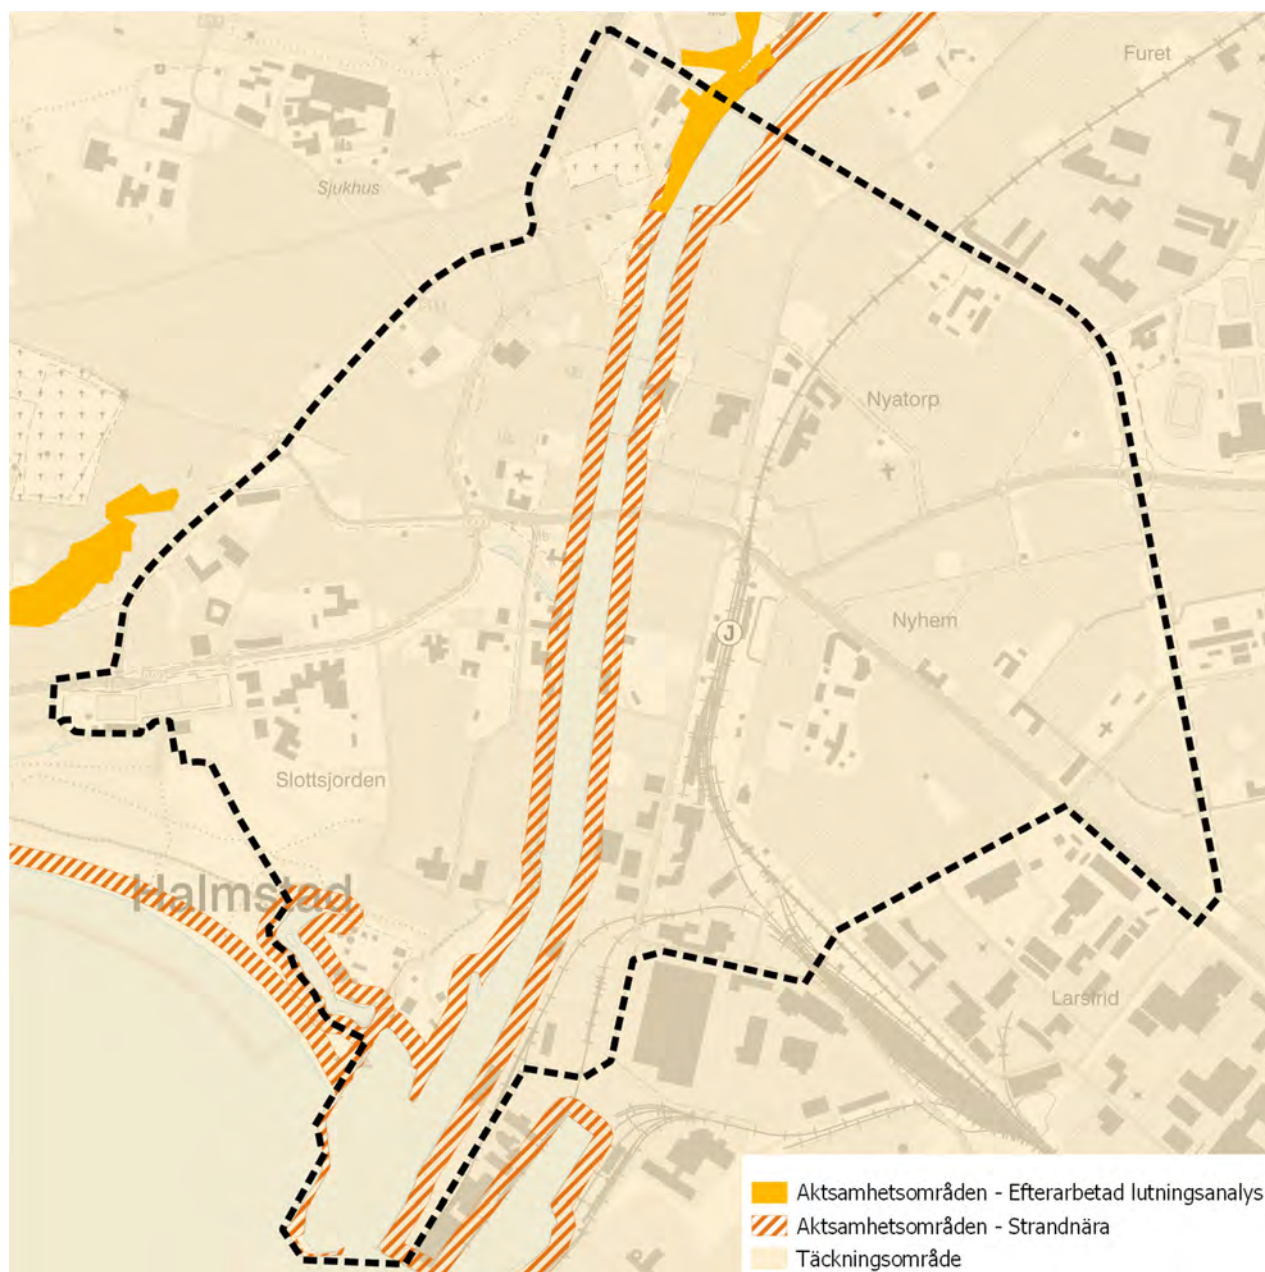 Furet
Sjukhus
Nyatorp
Nyhem
J
Slottsjorden
Halmstad
Larsfrid
Aktsamhetsområden - Efterarbetad lutningsanalys
Aktsamhetsområden - Strandnära
Täckningsområde